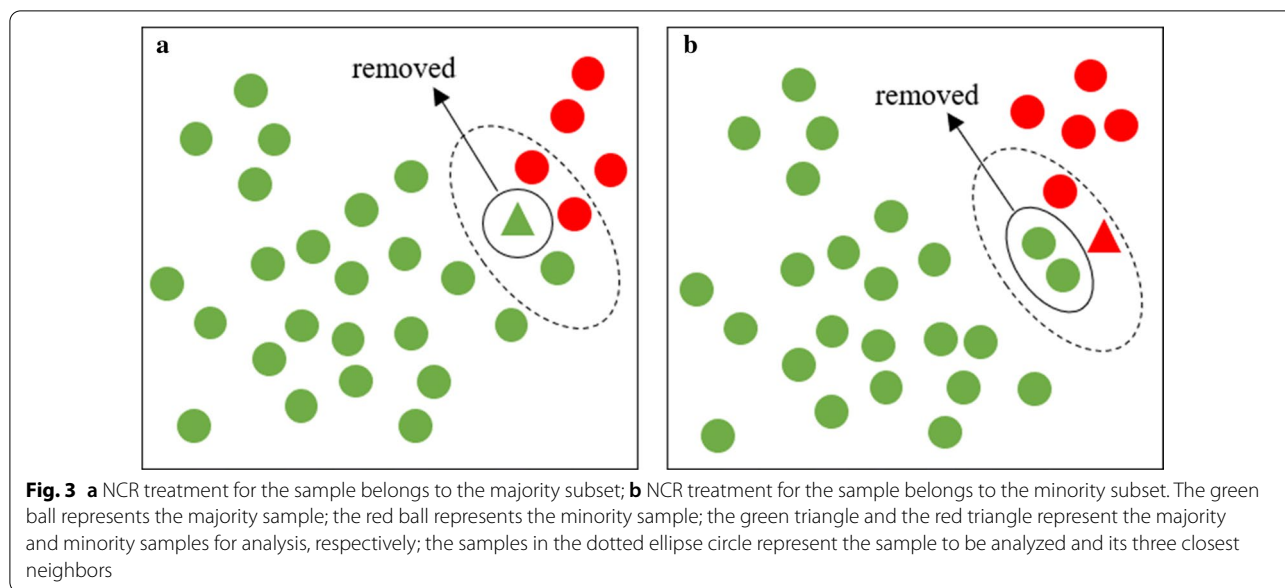 a
removed
b
removed
Fig. 3 a NCR treatment for the sample belongs to the majority subset; b NCR treatment for the sample belongs to the minority subset. The green
ball represents the majority sample; the red ball represents the minority sample; the green triangle and the red triangle represent the majority
and minority samples for analysis, respectively; the samples in the dotted ellipse circle represent the sample to be analyzed and its three closest
neighbors